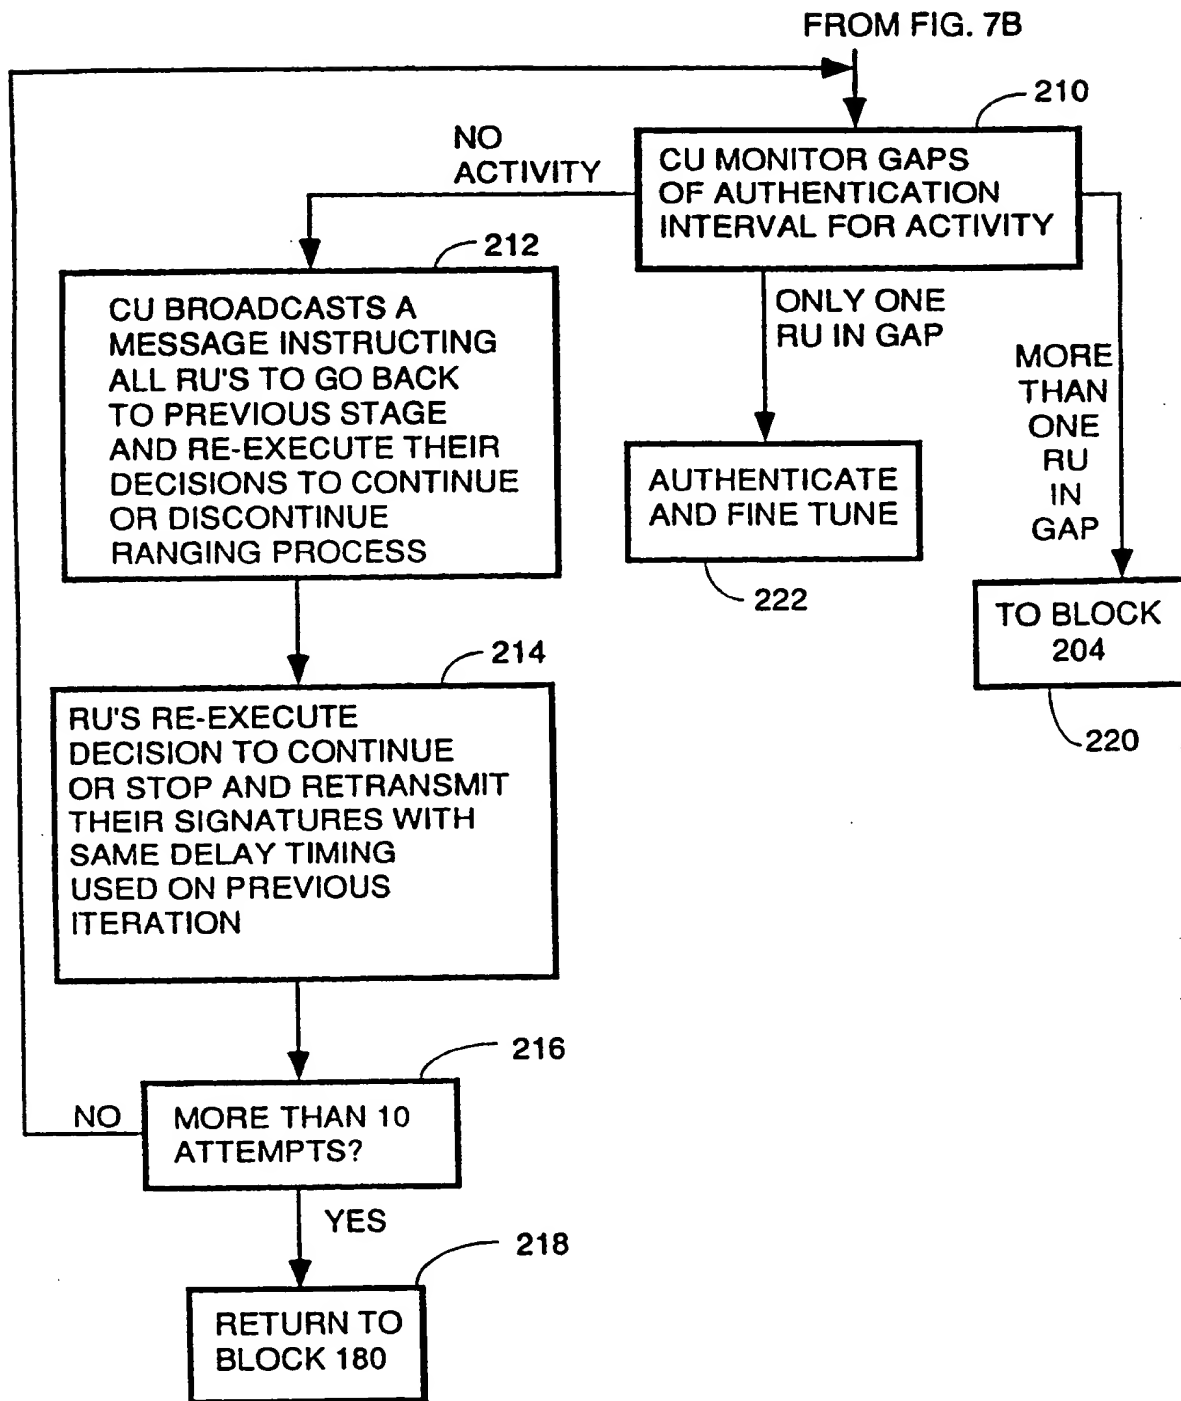 FROM FIG. 7B
210
CU MONITOR GAPS
OF AUTHENTICATION
INTERVAL FOR ACTIVITY
NO
ACTIVITY
212
CU BROADCASTS A
MESSAGE INSTRUCTING
ALL RU'S TO GO BACK
TO PREVIOUS STAGE
AND RE-EXECUTE THEIR
DECISIONS TO CONTINUE
OR DISCONTINUE
RANGING PROCESS
ONLY ONE
RU IN GAP
MORE
THAN
ONE
RU
IN
GAP
AUTHENTICATE
AND FINE TUNE
222
TO BLOCK
204
220
214
RU'S RE-EXECUTE
DECISION TO CONTINUE
OR STOP AND RETRANSMIT
THEIR SIGNATURES WITH
SAME DELAY TIMING
USED ON PREVIOUS
ITERATION
216
NO
MORE THAN 10
ATTEMPTS?
YES
218
RETURN TO
BLOCK 180